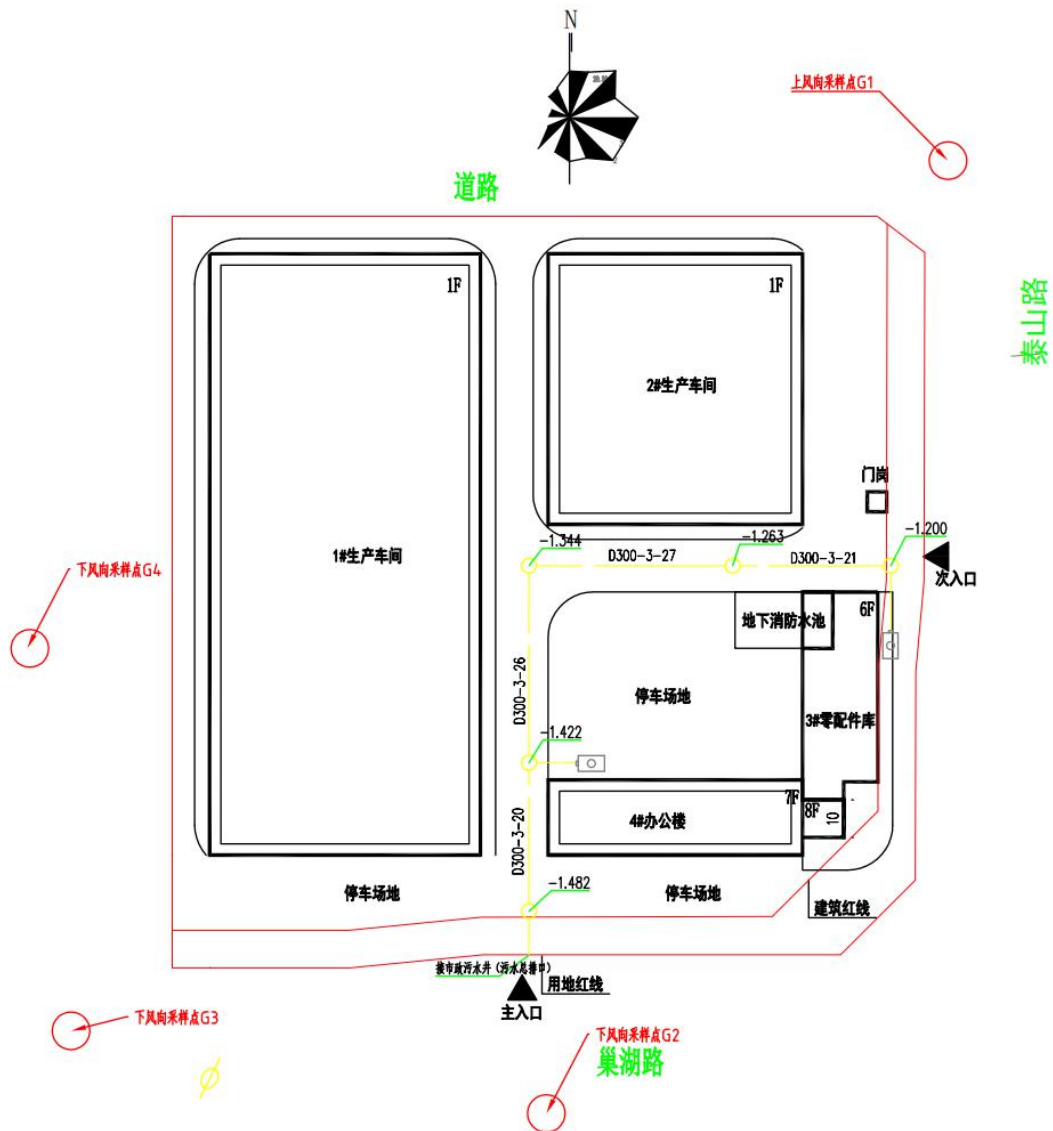 N
上风向采样点G1
道路
泰山路
1F
1F
2#生产车间
门岗
1#生产车间
-1.344
D300-3-27
-1.263
D300-3-21
-1.200
次入口
下风向采样点G4
地下消防水池
6F
D300-3-26
停车场地
3#零配件库
-1.422
7F
8F
10
4#办公楼
D300-3-20
-1.482
停车场地
停车场地
建筑红线
接市政污水井(污水总排口)
用地红线
主入口
下风向采样点G3
下风向采样点G2
巢湖路